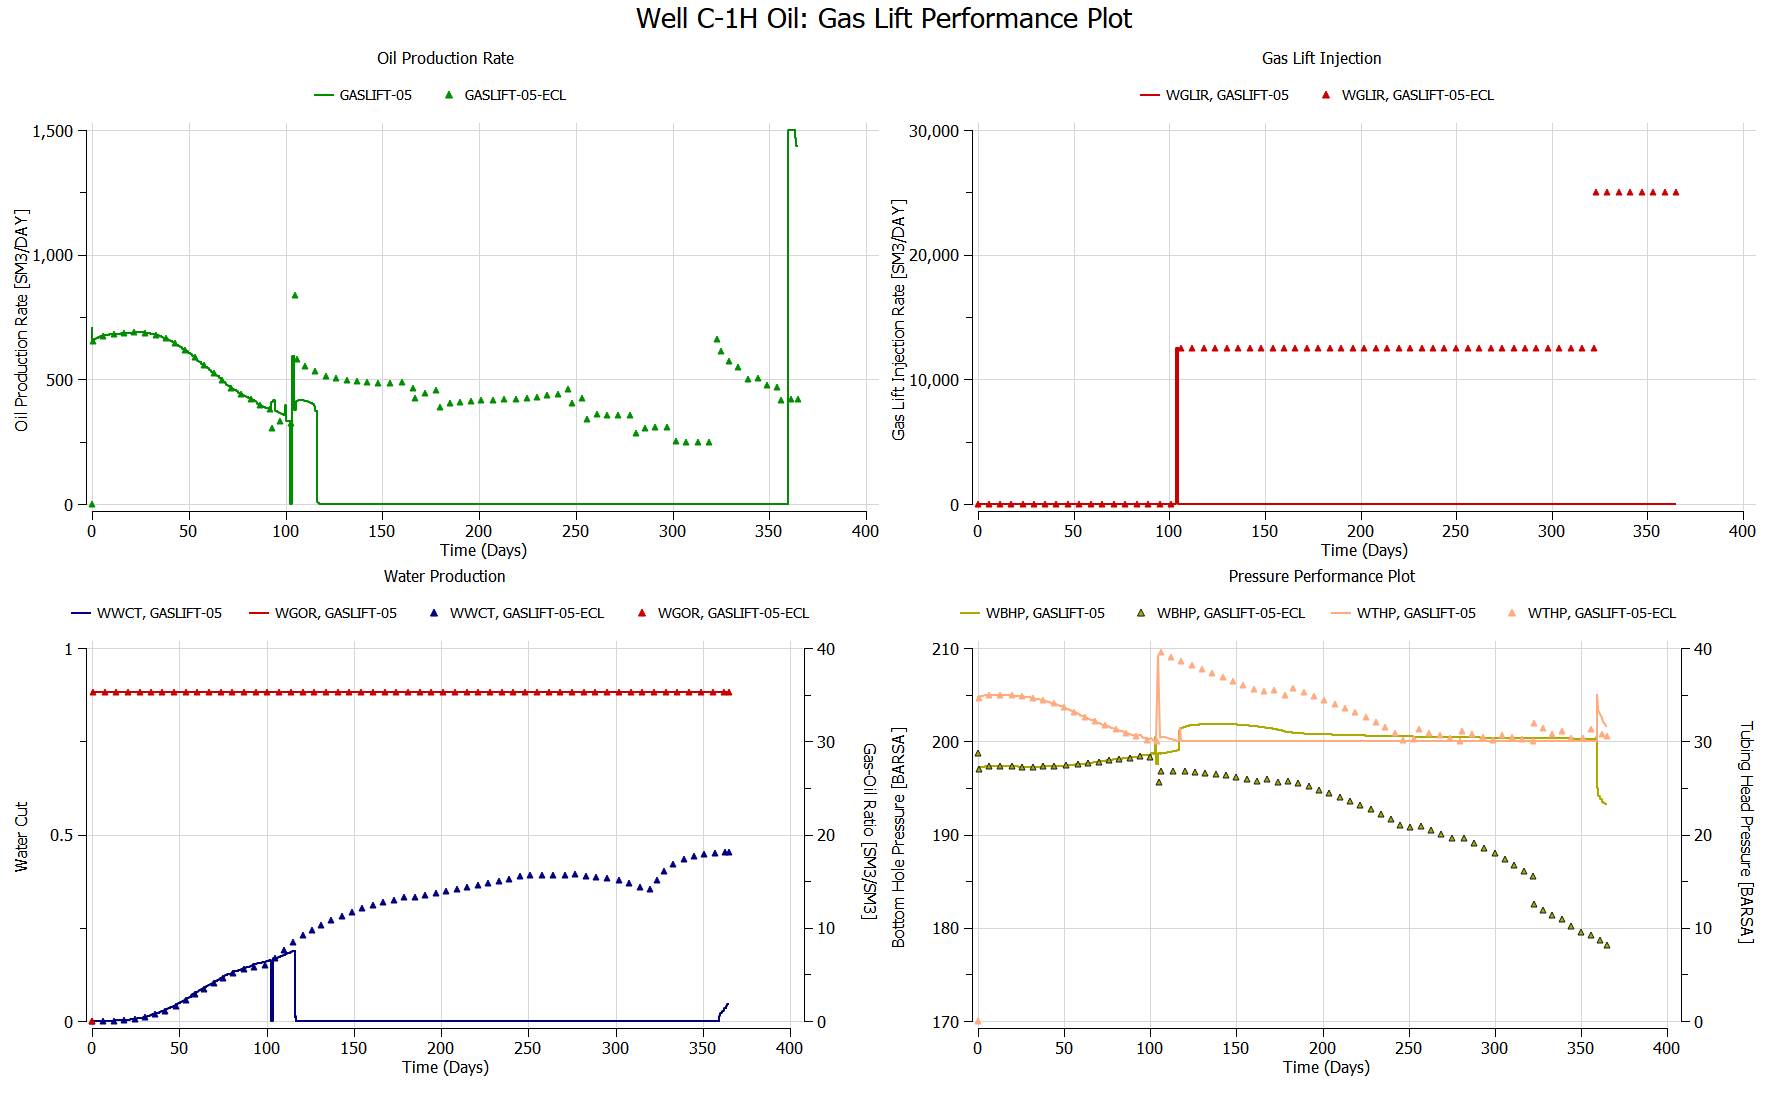 Well C-1H Oil: Gas Lift Performance Plot
Oil Production Rate
GASLIFT-05 GASLIFT-05-ECL
Oil Production Rate [SM3/DAY]
1,500
1,000
500
0
0 50 100 150 200 250 300 350 400
Time (Days)
Gas Lift Injection
WGLIR, GASLIFT-05 WGLIR, GASLIFT-05-ECL
Gas Lift Injection Rate [SM3/DAY]
30,000
20,000
10,000
0
0 50 100 150 200 250 300 350 400
Time (Days)
Water Production
WWCT, GASLIFT-05 WGOR, GASLIFT-05 WWCT, GASLIFT-05-ECL WGOR, GASLIFT-05-ECL
Water Cut
1
0.5
0
40
30
20
10
0
Gas-Oil Ratio [SM3/SM3]
0 50 100 150 200 250 300 350 400
Time (Days)
Pressure Performance Plot
WBHP, GASLIFT-05 WBHP, GASLIFT-05-ECL WTHP, GASLIFT-05 WTHP, GASLIFT-05-ECL
Bottom Hole Pressure [BARSA]
210
200
190
180
170
40
30
20
10
0
Tubing Head Pressure [BARSA]
0 50 100 150 200 250 300 350 400
Time (Days)